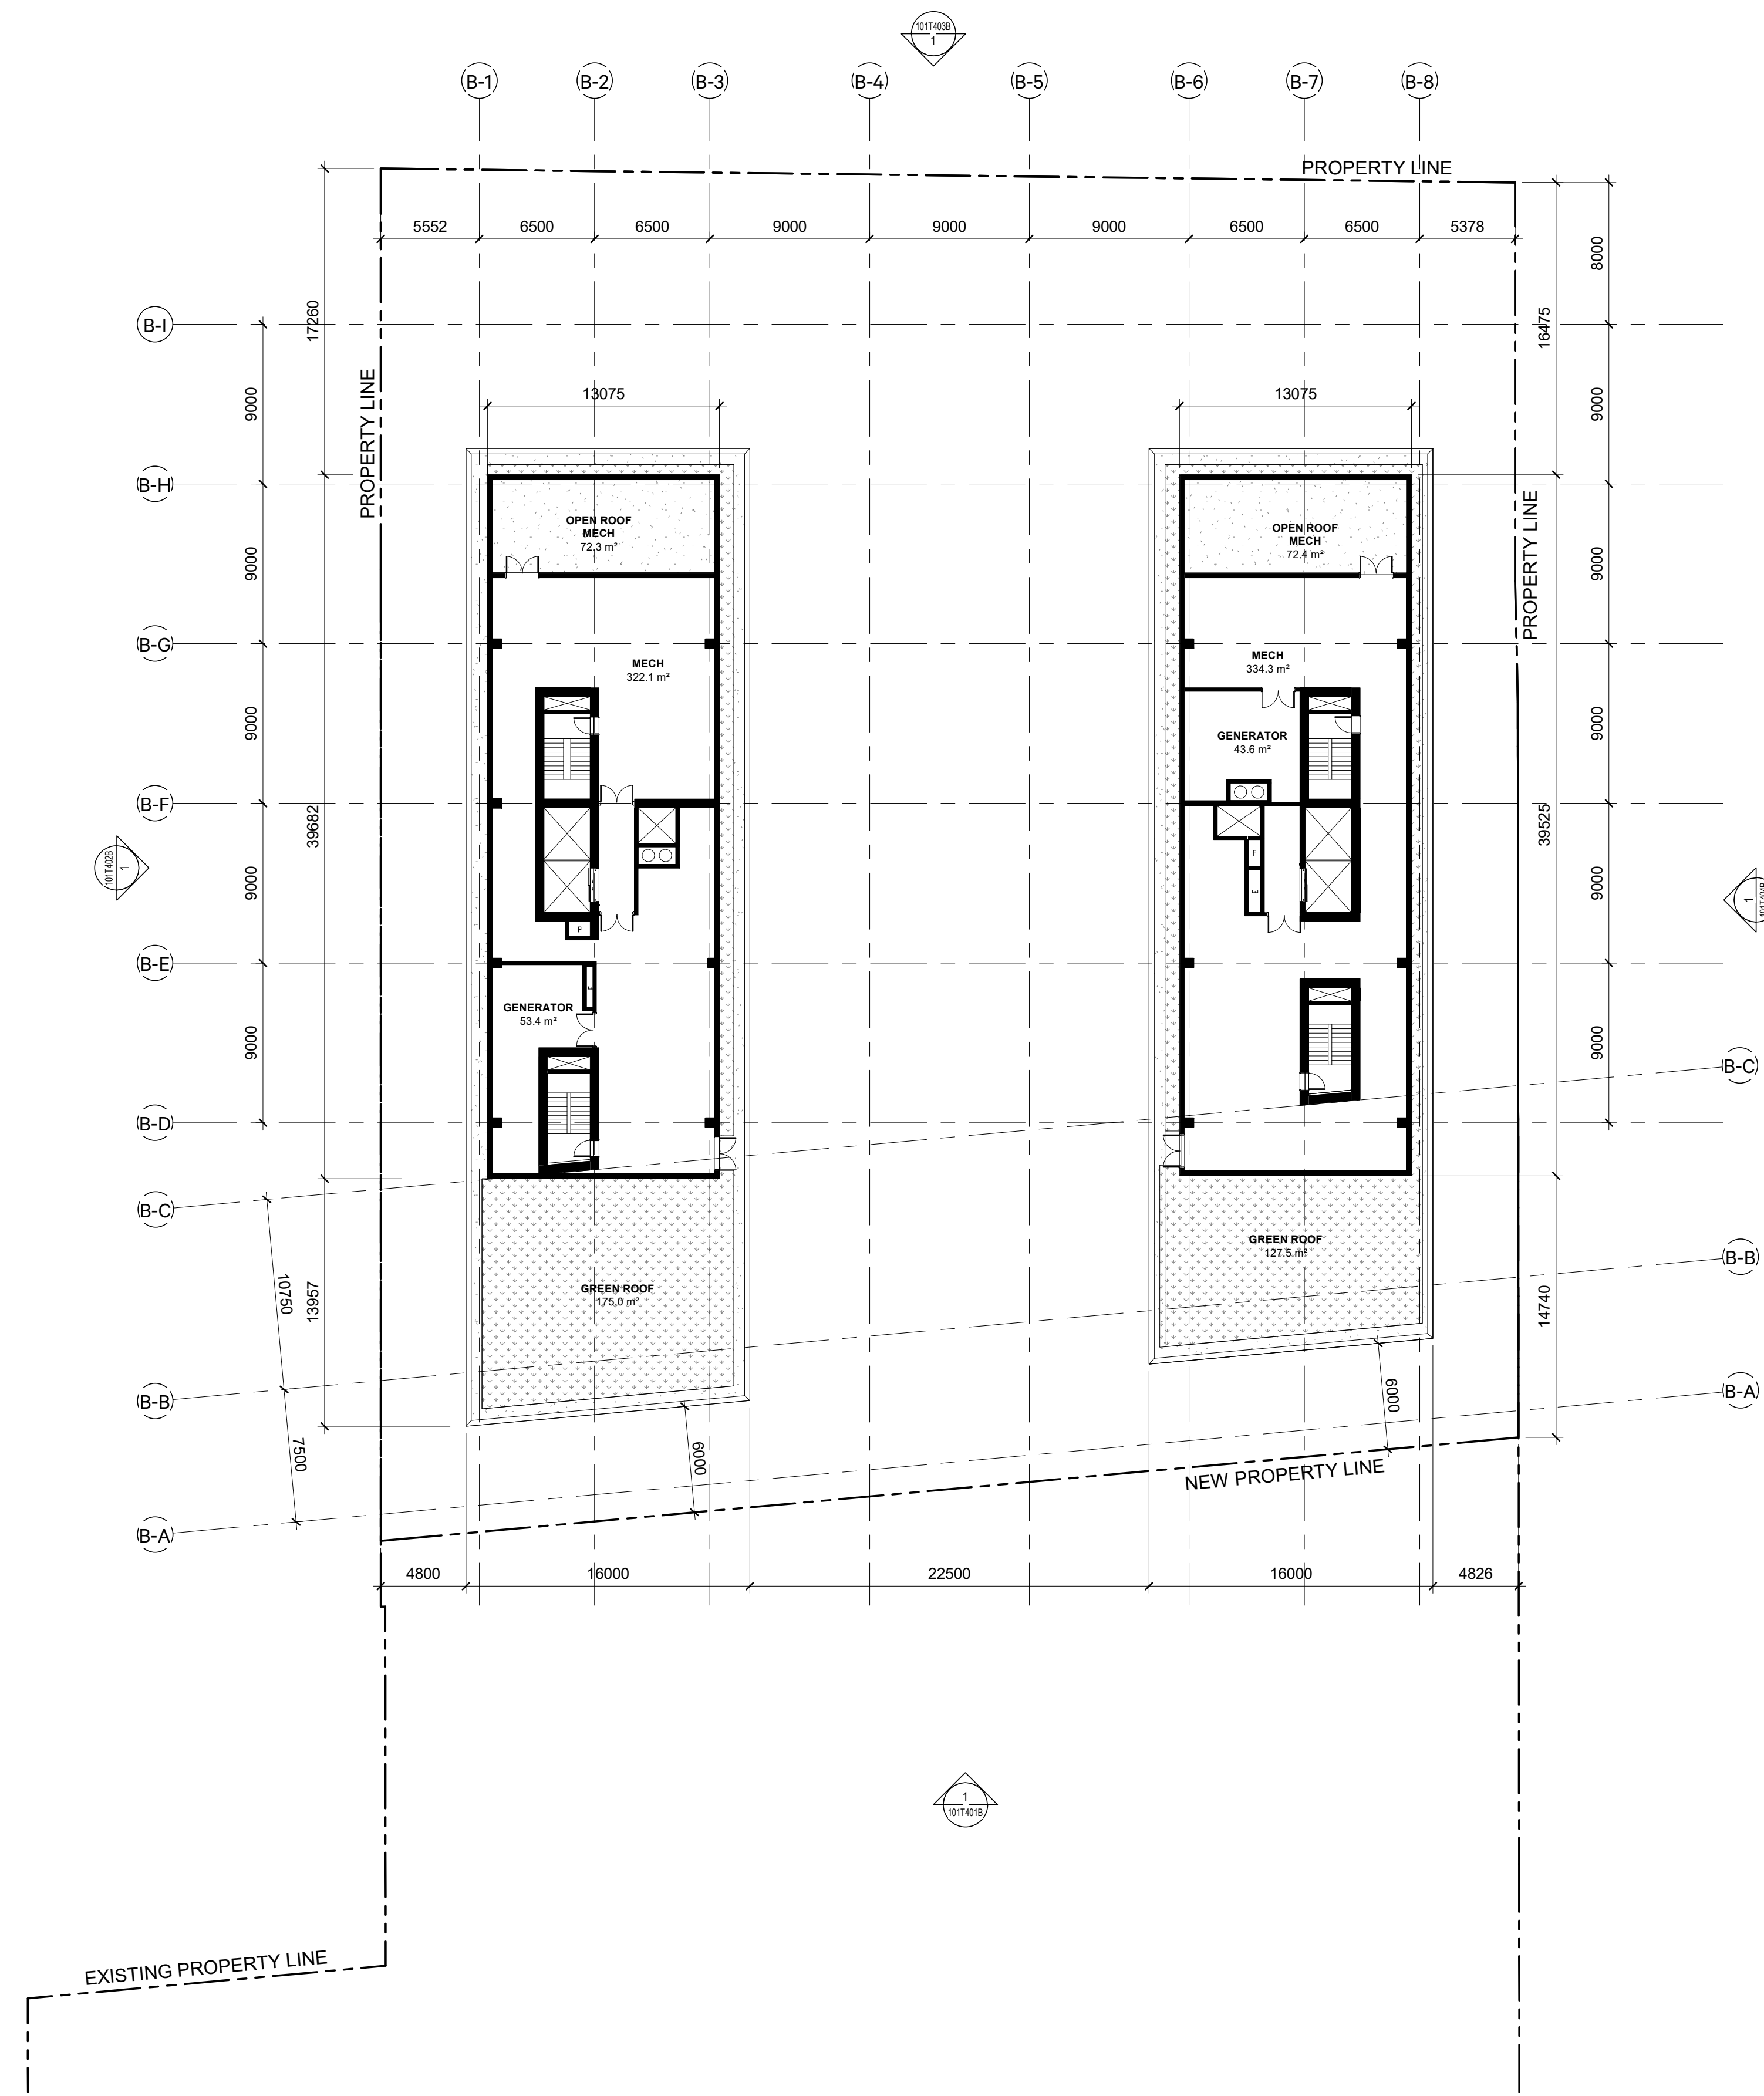 101T403B
1
B-1
B-2
B-3
B-4
B-5
B-6
B-7
B-8
PROPERTY LINE
5552
6500
6500
9000
9000
9000
6500
6500
5378
17260
16475
8000
B-I
9000
9000
PROPERTY LINE
13075
13075
B-H
PROPERTY LINE
OPEN ROOF
MECH
72.3 m²
OPEN ROOF
MECH
72.4 m²
9000
9000
B-G
MECH
322.1 m²
MECH
334.3 m²
9000
GENERATOR
43.6 m²
9000
B-F
39682
39525
101T402B
1
9000
P
E
9000
1
101T404B
P
B-E
GENERATOR
53.4 m²
E
9000
9000
B-C
B-D
B-C
GREEN ROOF
127.5 m²
B-B
10750
13957
GREEN ROOF
175.0 m²
14740
B-B
6000
B-A
7500
6000
NEW PROPERTY LINE
B-A
4800
16000
22500
16000
4826
1
101T401B
EXISTING PROPERTY LINE